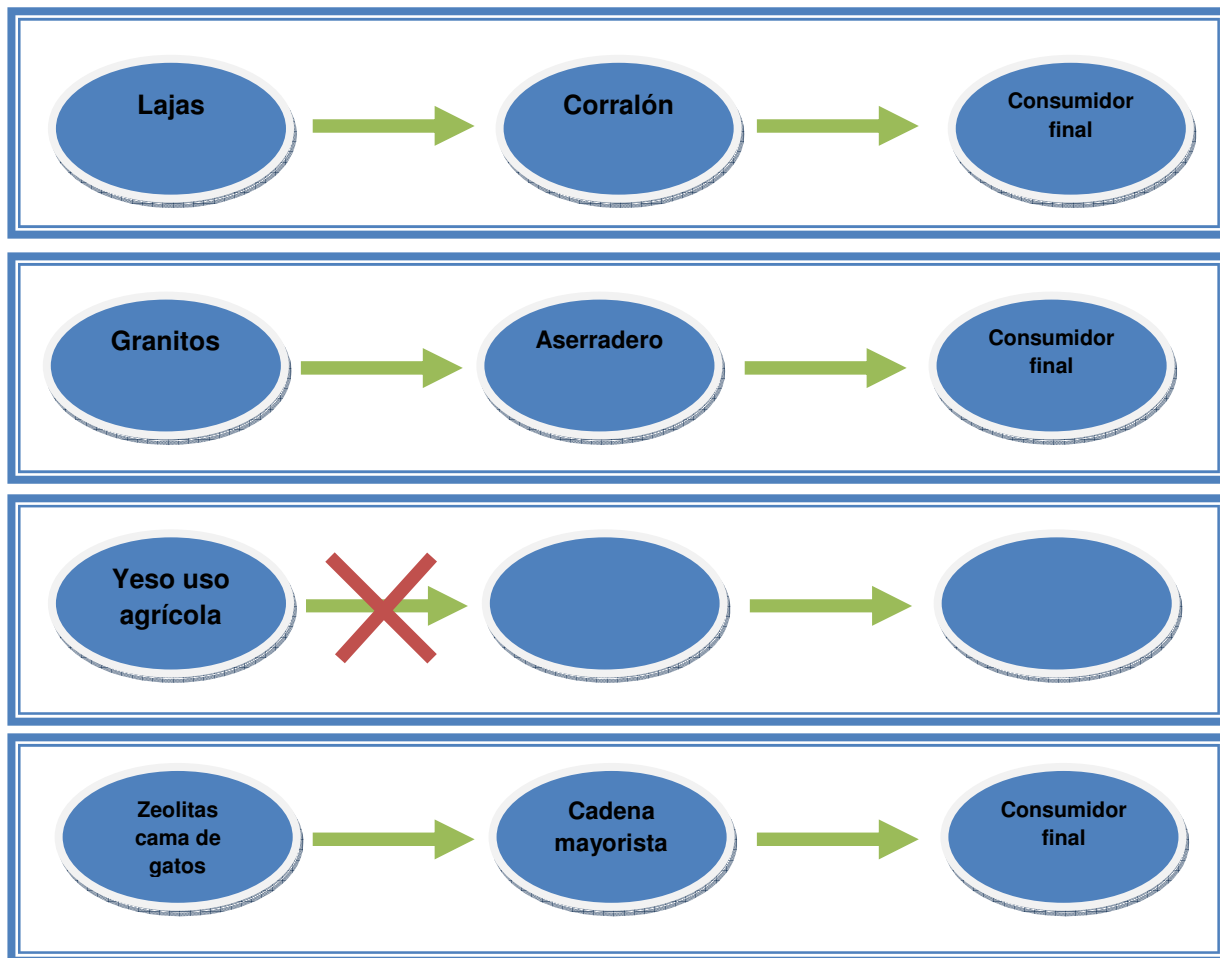 Lajas
Corralón
Consumidor
final
Granitos
Aserradero
Consumidor
final
Yeso uso
agrícola
Zeolitas
cama de
gatos
Cadena
mayorista
Consumidor
final